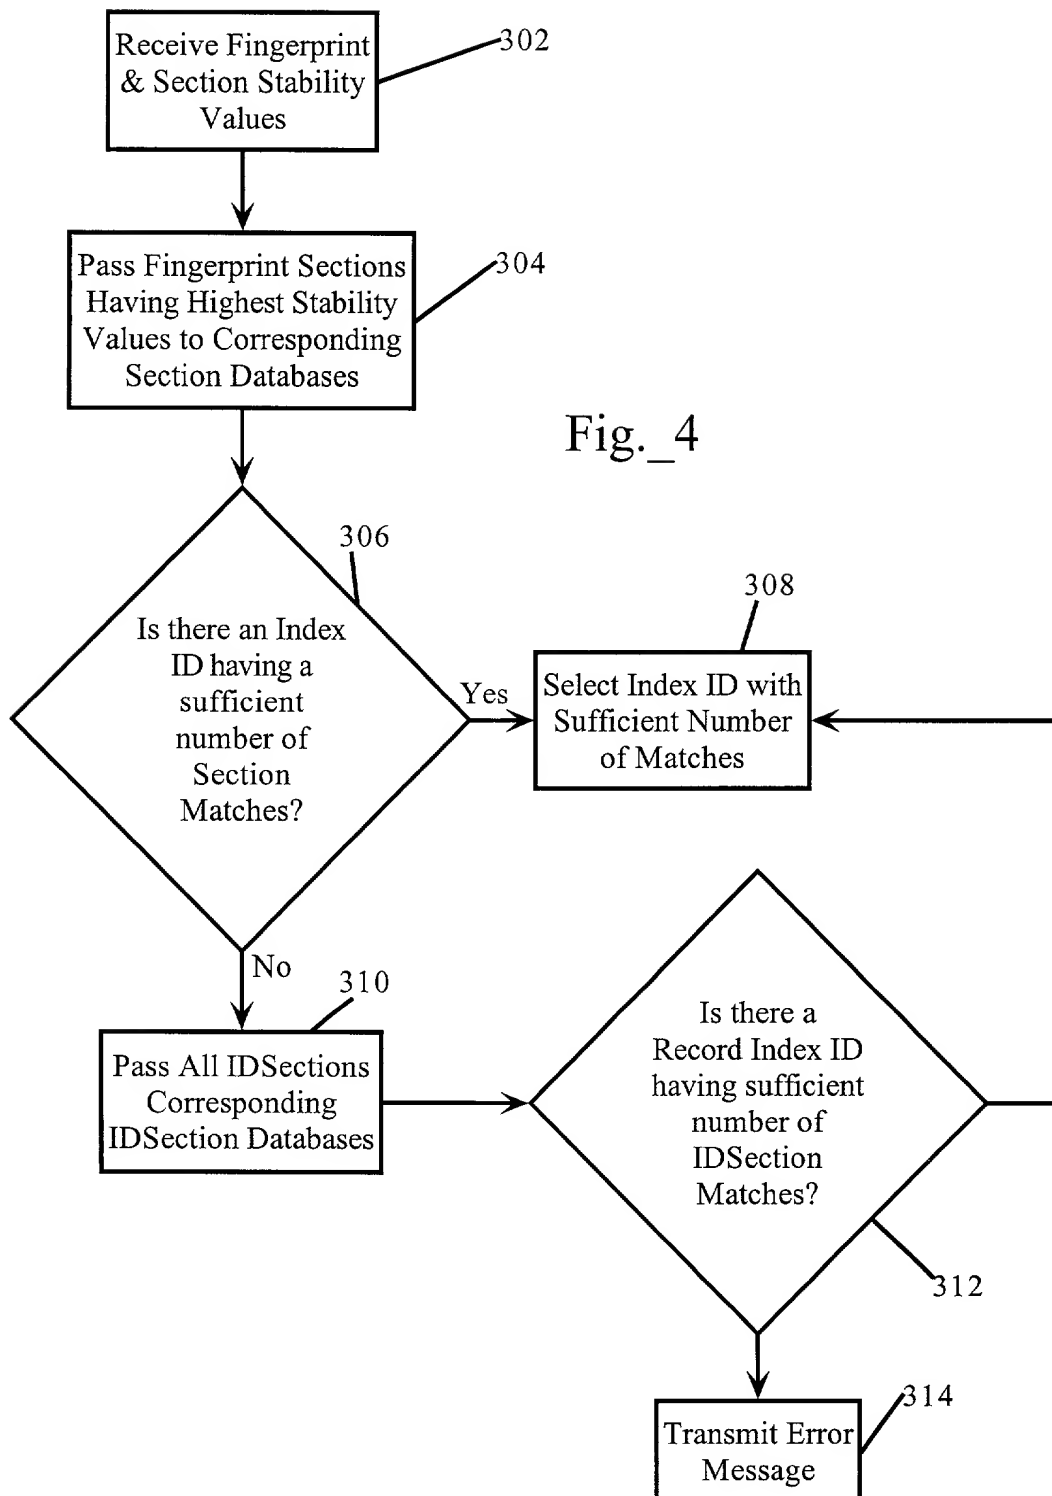 302
Receive Fingerprint
& Section Stability
Values
304
Pass Fingerprint Sections
Having Highest Stability
Values to Corresponding
Section Databases
Fig._4
306
Is there an Index
ID having a
sufficient
number of
Section
Matches?
Yes
308
Select Index ID with
Sufficient Number
of Matches
No
310
Pass All IDSections
Corresponding
IDSection Databases
Is there a
Record Index ID
having sufficient
number of
IDSection
Matches?
312
314
Transmit Error
Message